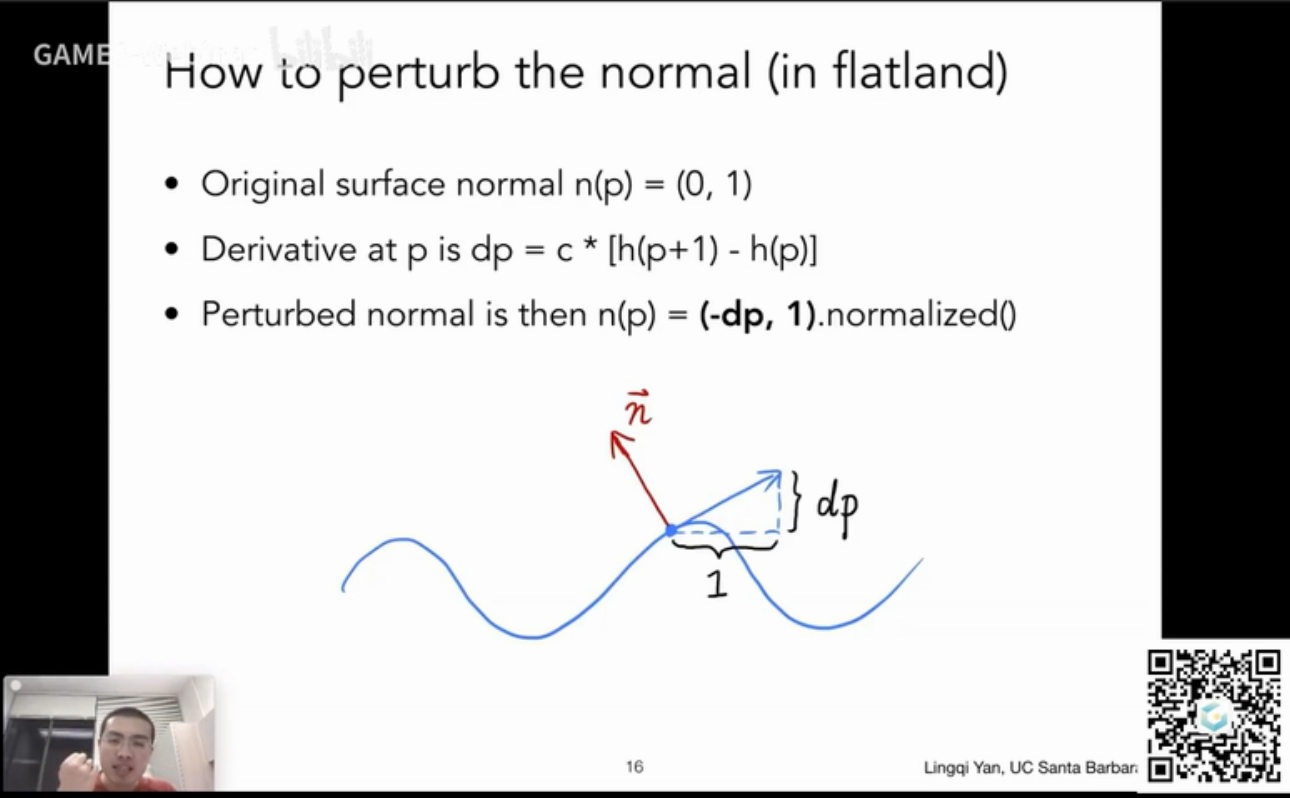 GAME
bilibili
How to perturb the normal (in flatland)
• Original surface normal n(p) = (0, 1)
• Derivative at p is dp = c * [h(p+1) - h(p)]
• Perturbed normal is then n(p) = (-dp, 1).normalized()
n⃗
dp
1
16
Lingqi Yan, UC Santa Barbar